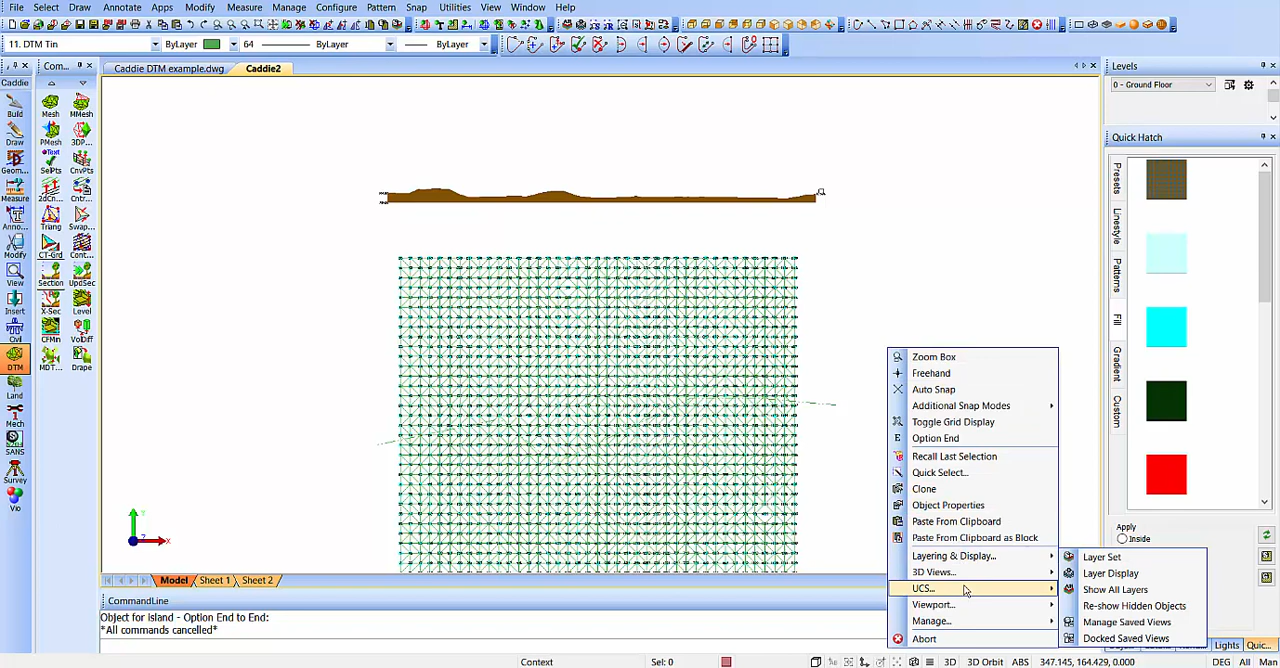 File Select Draw Annotate Apps Modify Measure Manage Configure Pattern Snap Utilities View Window Help
11. DTM Tin ByLayer 64 ByLayer ByLayer
Caddie
Com...
Caddie DTM example.dwg Caddie2
Levels
0 - Ground Floor
Quick Hatch
Build
Draw
Geom...
Measure
Anno...
Modify
View
Insert
Civil
DTM
Land
Mech
SANS
Survey
Vio
Mesh MMesh
PMesh 3DP...
SelPts CnvPts
2dCn... Cntr...
Triang Swap...
CT-Grd Cont...
Section UpdSec
X-Sec Level
CFMin VolDiff
MDT... Drape
Presets
Linestyle
Patterns
Fill
Gradient
Custom
Apply
Inside
Zoom Box
Freehand
Auto Snap
Additional Snap Modes
Toggle Grid Display
E Option End
Recall Last Selection
Quick Select...
Clone
Object Properties
Paste From Clipboard
Paste From Clipboard as Block
Layering & Display...
3D Views...
UCS...
Viewport...
Manage...
Abort
Layer Set
Layer Display
Show All Layers
Re-show Hidden Objects
Manage Saved Views
Docked Saved Views
Y
Z
X
Model Sheet 1 Sheet 2
CommandLine
Object for Island - Option End to End:
*All commands cancelled*
Lights Quic...
Context Sel: 0 3D 3D Orbit ABS 347.145, 164.429, 0.000 DEG All No